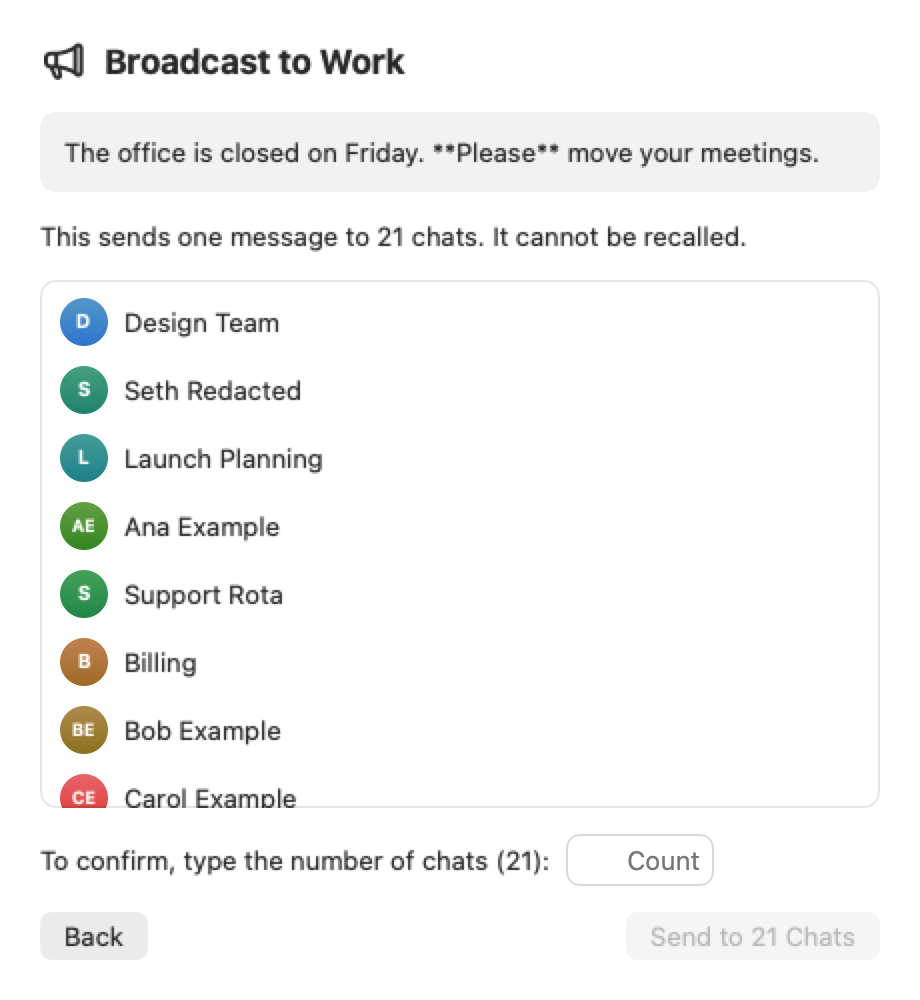 Broadcast to Work
The office is closed on Friday. **Please** move your meetings.
This sends one message to 21 chats. It cannot be recalled.
D Design Team
S Seth Redacted
L Launch Planning
AE Ana Example
S Support Rota
B Billing
BE Bob Example
CE Carol Example
To confirm, type the number of chats (21): Count
Back Send to 21 Chats